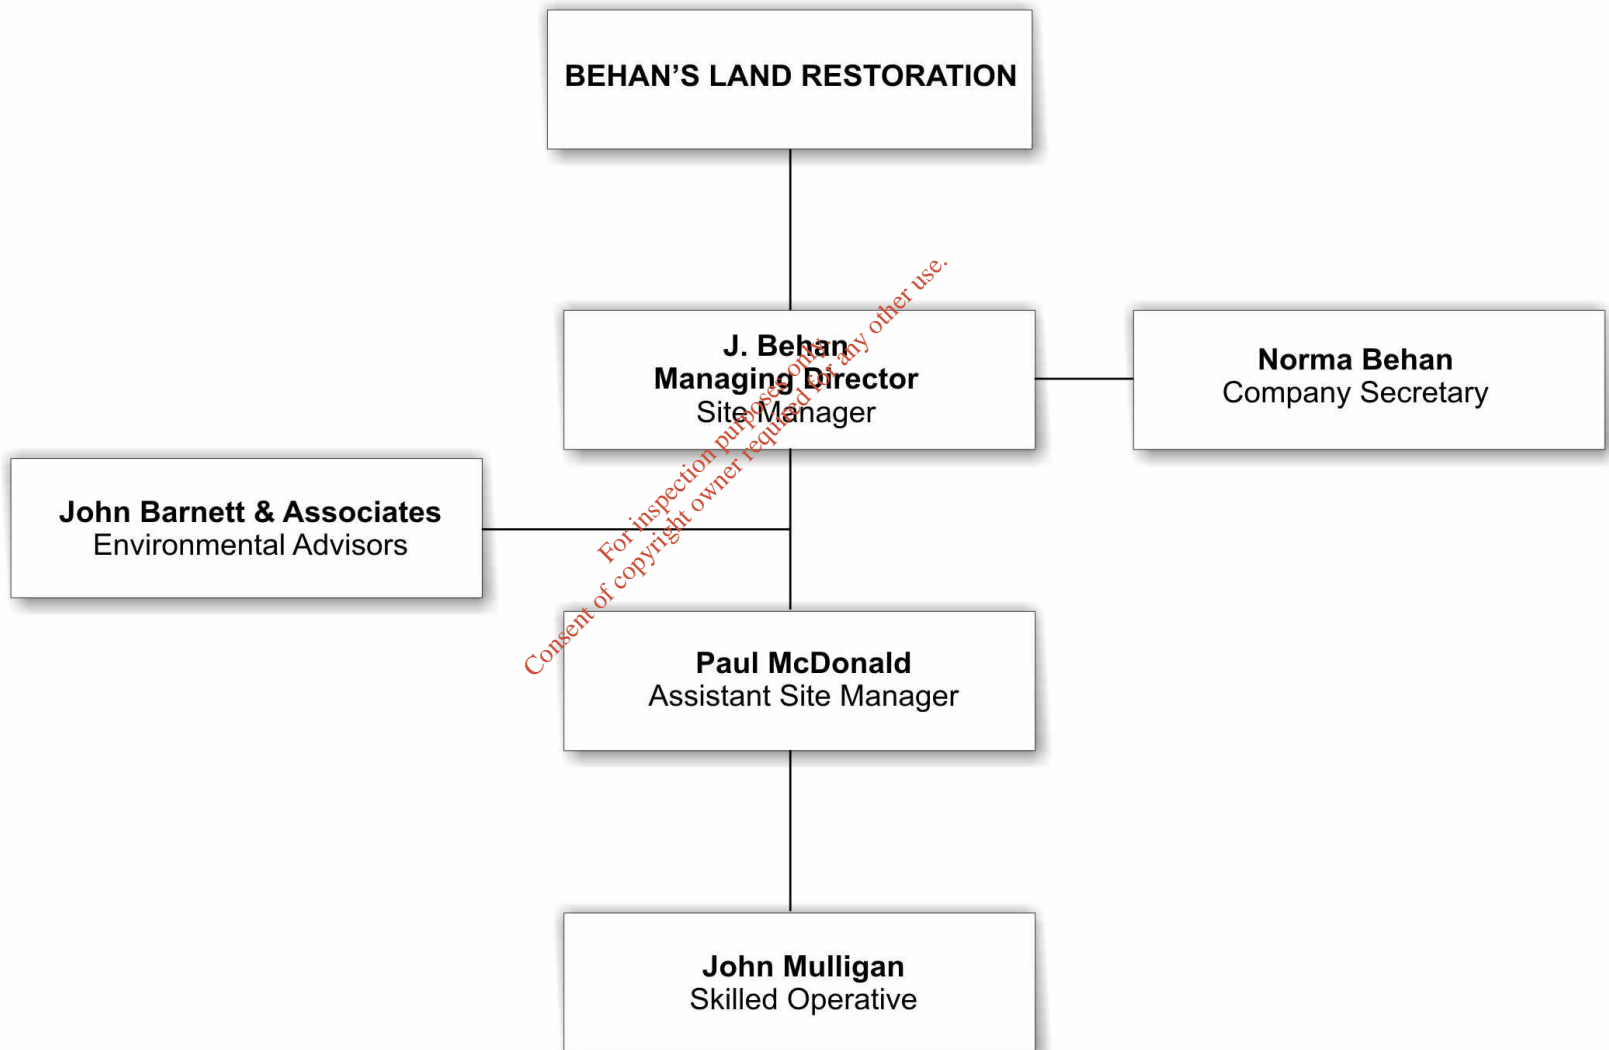 BEHAN’S LAND RESTORATION
J. Behan
Managing Director
Site Manager
Norma Behan
Company Secretary
John Barnett & Associates
Environmental Advisors
Paul McDonald
Assistant Site Manager
John Mulligan
Skilled Operative
For inspection purposes only.
Consent of copyright owner required for any other use.